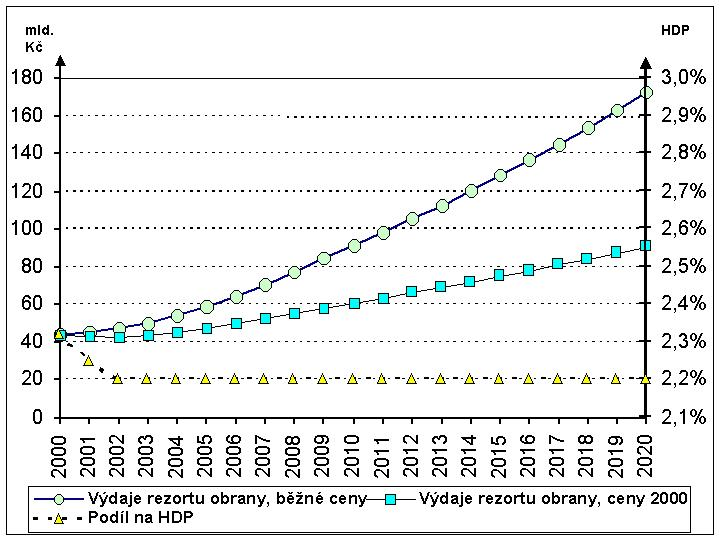 mld. HDP
Kč
180 3,0%
160 2,9%
140 2,8%
120 2,7%
100 2,6%
80 2,5%
60 2,4%
40 2,3%
20 2,2%
0 2,1%
2000 2001 2002 2003 2004 2005 2006 2007 2008 2009 2010 2011 2012 2013 2014 2015 2016 2017 2018 2019 2020
Výdaje rezortu obrany, běžné ceny Výdaje rezortu obrany, ceny 2000
Podíl na HDP